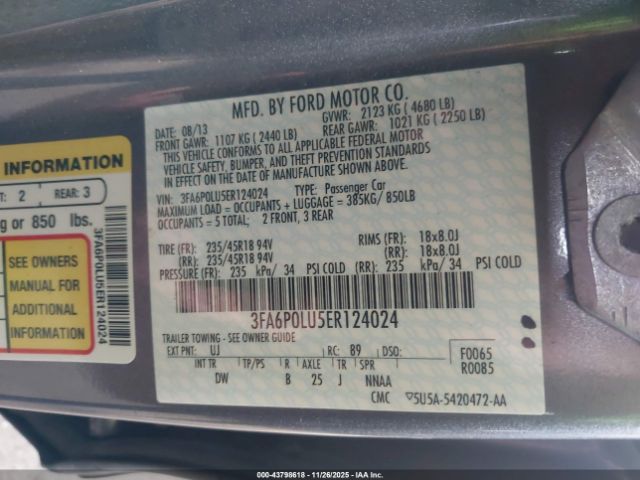 MFD. BY FORD MOTOR CO.
DATE: 08/13 GVWR: 2123 KG ( 4680 LB)
FRONT GAWR: 1107 KG ( 2440 LB) REAR GAWR: 1021 KG ( 2250 LB)
THIS VEHICLE CONFORMS TO ALL APPLICABLE FEDERAL MOTOR
VEHICLE SAFETY, BUMPER, AND THEFT PREVENTION STANDARDS
IN EFFECT ON THE DATE OF MANUFACTURE SHOWN ABOVE.
VIN: 3FA6P0LU5ER124024 TYPE: Passenger Car
MAXIMUM LOAD = OCCUPANTS + LUGGAGE = 385KG/ 850LB
OCCUPANTS = 5 TOTAL; 2 FRONT, 3 REAR
TIRE (FR): 235/45R18 94V RIMS (FR): 18x8.0J
(RR): 235/45R18 94V (RR): 18x8.0J
PRESSURE (FR): 235 kPa/ 34 PSI COLD (RR): 235 kPa/ 34 PSI COLD
3FA6P0LU5ER124024
TRAILER TOWING - SEE OWNER GUIDE
EXT PNT: UJ RC: B9 DSO: F0065
R0085
INT TR TP/PS R AXLE TR SPR
DW B 25 J NNAA
CMC 5U5A-5420472-AA
INFORMATION
: 2 REAR: 3
g or 850 lbs.
SEE OWNERS
MANUAL FOR
ADDITIONAL
INFORMATION
3FA6P0LU5ER124024
000-43798618 - 11/26/2025 - IAA Inc.